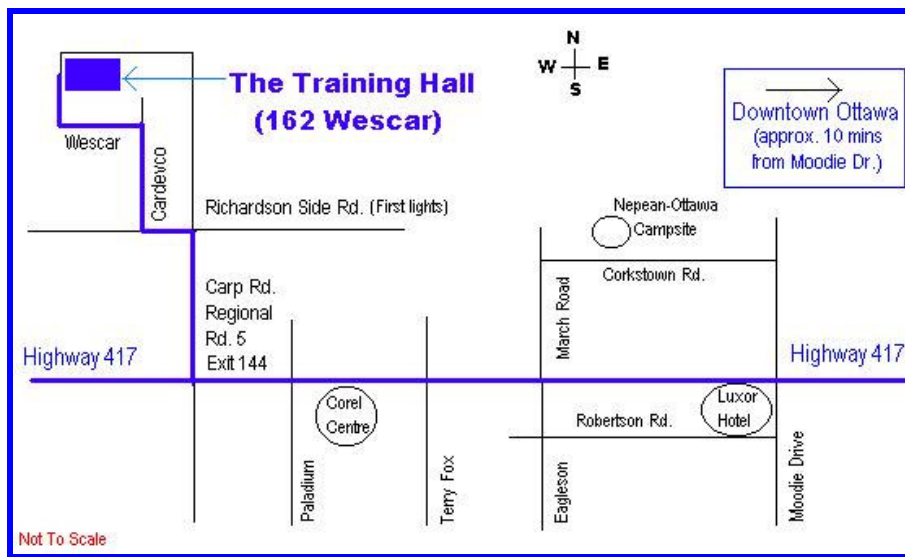 N
W E
S
The Training Hall
(162 Wescar)
Downtown Ottawa
(approx. 10 mins
from Moodie Dr.)
Wescar
Cardevco
Richardson Side Rd. (First lights)
Nepean-Ottawa
Campsite
Corkstown Rd.
March Road
Carp Rd.
Regional
Rd. 5
Exit 144
Highway 417
Highway 417
Corel
Centre
Luxor
Hotel
Robertson Rd.
Paladium
Terry Fox
Eagleson
Moodie Drive
Not To Scale